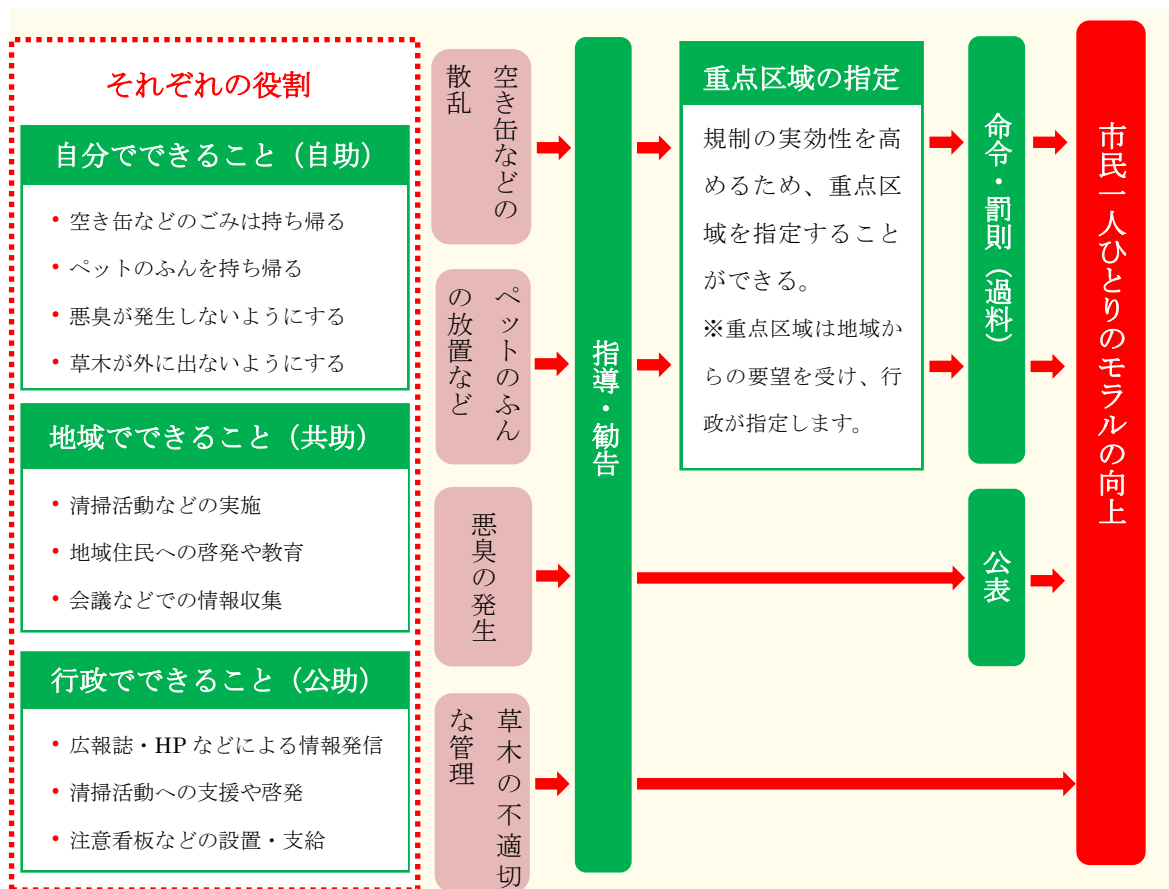 それぞれの役割
自分でできること（自助）
• 空き缶などのごみは持ち帰る
• ペットのふんを持ち帰る
• 悪臭が発生しないようにする
• 草木が外に出ないようにする
地域でできること（共助）
• 清掃活動などの実施
• 地域住民への啓発や教育
• 会議などでの情報収集
行政でできること（公助）
• 広報誌・HP などによる情報発信
• 清掃活動への支援や啓発
• 注意看板などの設置・支給
空き缶などの
散乱
ペットのふん
の放置など
悪臭の発生
草木の不適切
な管理
指導・勧告
重点区域の指定
規制の実効性を高
めるため、重点区
域を指定すること
ができる。
※重点区域は地域か
らの要望を受け、行
政が指定します。
命令・罰則（過料）
公表
市民一人ひとりのモラルの向上